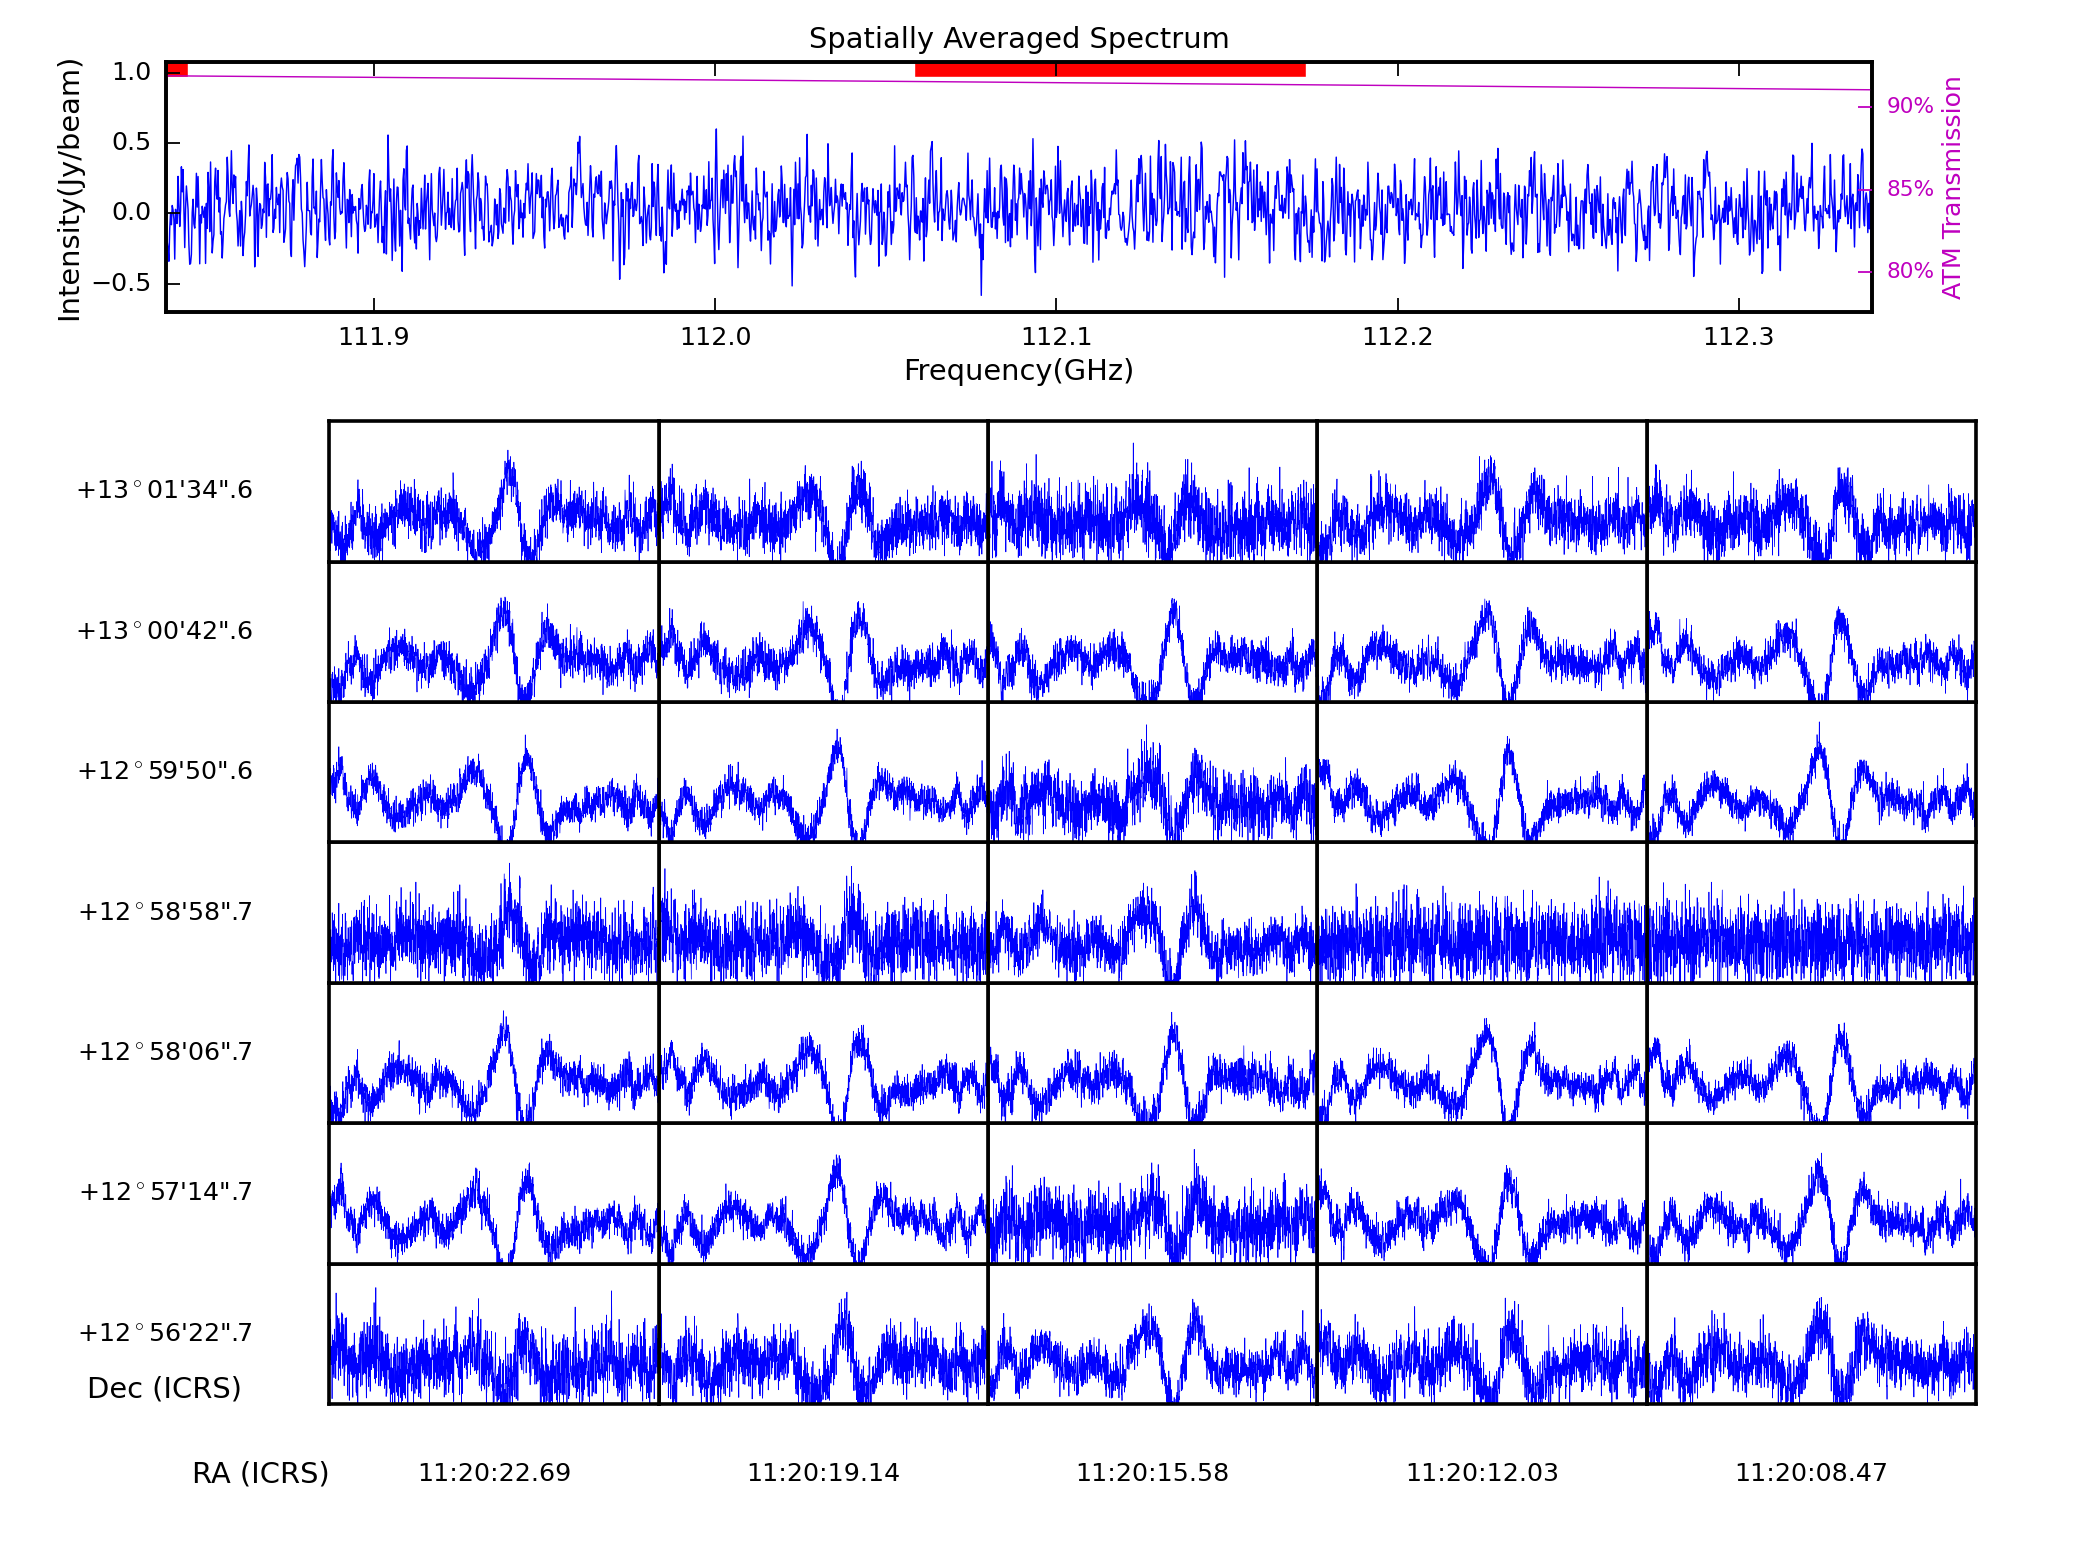 Spatially Averaged Spectrum
Intensity(Jy/beam)
1.0
0.5
0.0
−0.5
90%
85%
80%
ATM Transmission
111.9 112.0 112.1 112.2 112.3
Frequency(GHz)
+13°01'34".6
+13°00'42".6
+12°59'50".6
+12°58'58".7
+12°58'06".7
+12°57'14".7
+12°56'22".7
Dec (ICRS)
RA (ICRS) 11:20:22.69 11:20:19.14 11:20:15.58 11:20:12.03 11:20:08.47